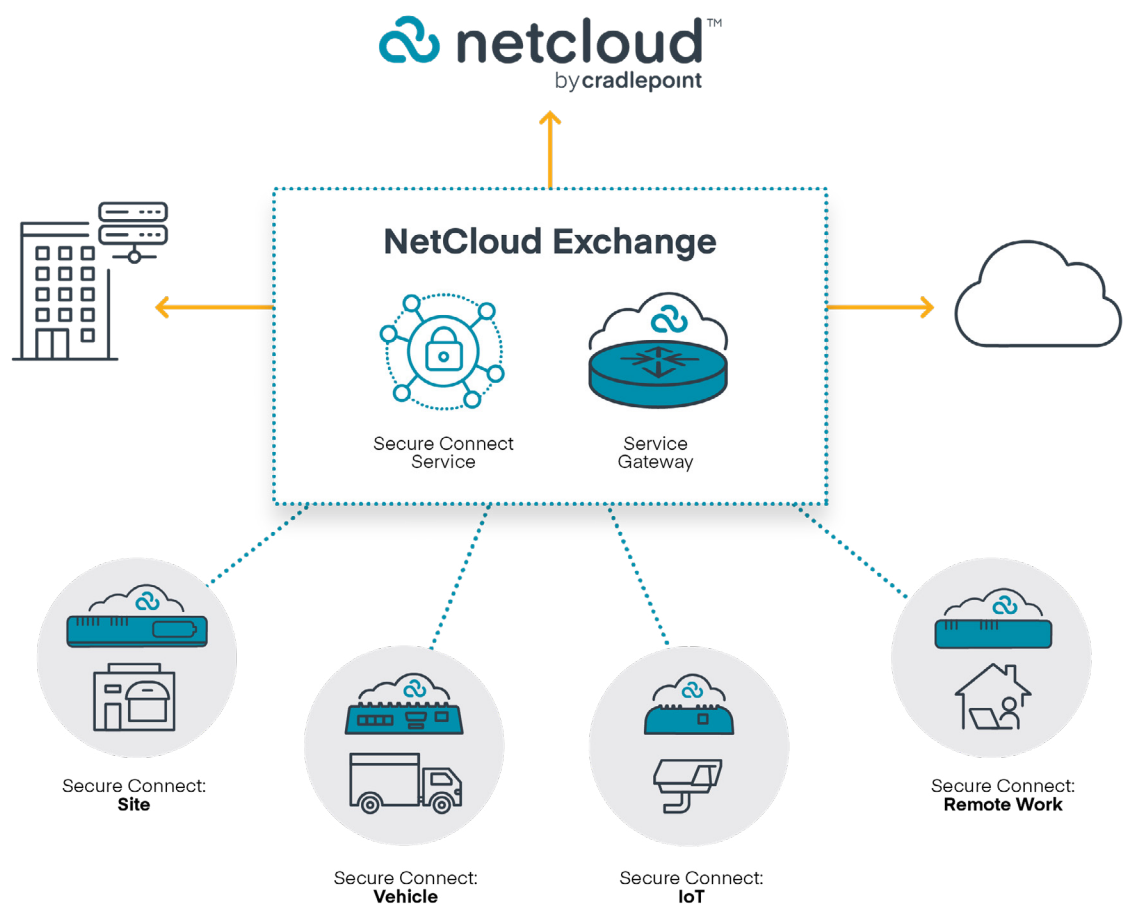 netcloud™
by cradlepoint
NetCloud Exchange
Secure Connect
Service
Service
Gateway
Secure Connect:
Site
Secure Connect:
Vehicle
Secure Connect:
IoT
Secure Connect:
Remote Work